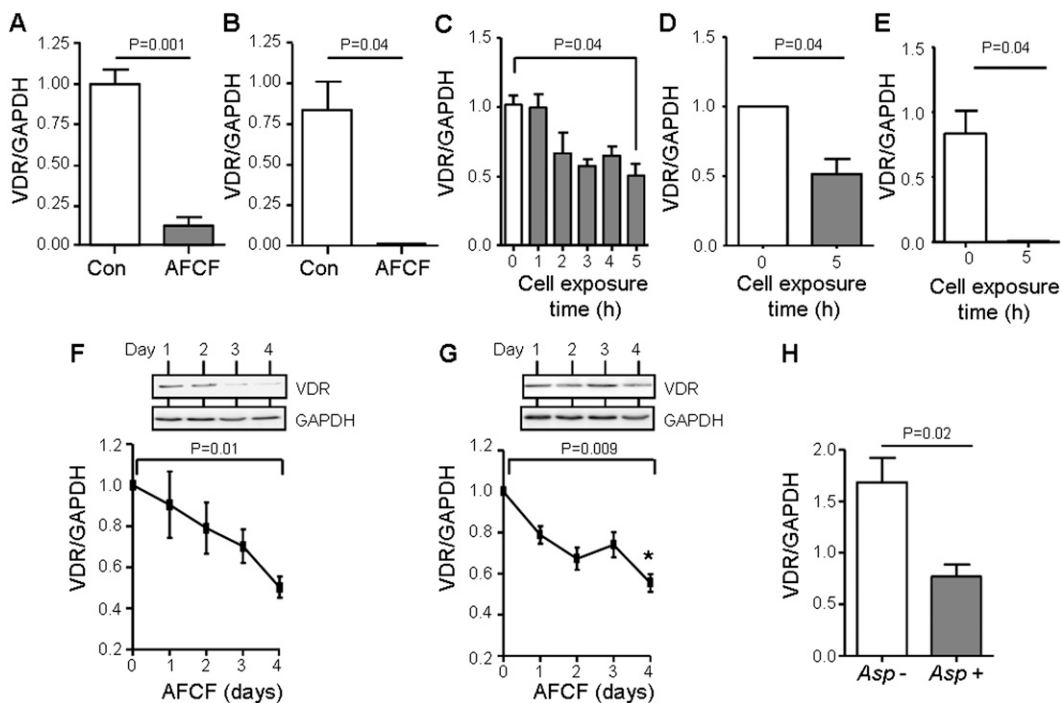 A
P=0.001
VDR/GAPDH
1.25
1.00
0.75
0.50
0.25
0.00
Con AFCF
B
P=0.04
VDR/GAPDH
1.25
1.00
0.75
0.50
0.25
0.00
Con AFCF
C
P=0.04
VDR/GAPDH
1.5
1.0
0.5
0.0
0 1 2 3 4 5
Cell exposure
time (h)
D
P=0.04
VDR/GAPDH
1.5
1.0
0.5
0.0
0 5
Cell exposure
time (h)
E
P=0.04
VDR/GAPDH
1.5
1.0
0.5
0.0
0 5
Cell exposure
time (h)
F
Day 1 2 3 4
VDR
GAPDH
P=0.01
VDR/GAPDH
1.2
1.0
0.8
0.6
0.4
0.2
0 1 2 3 4
AFCF (days)
G
Day 1 2 3 4
VDR
GAPDH
P=0.009
VDR/GAPDH
1.2
1.0
0.8
0.6
0.4
0.2
*
0 1 2 3 4
AFCF (days)
H
P=0.02
VDR/GAPDH
2.0
1.5
1.0
0.5
0.0
Asp - Asp +